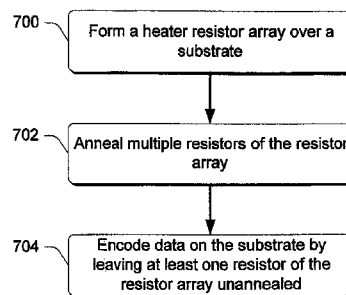 700
Form a heater resistor array over a
substrate
702
Anneal multiple resistors of the resistor
array
704
Encode data on the substrate by
leaving at least one resistor of the
resistor array unannealed